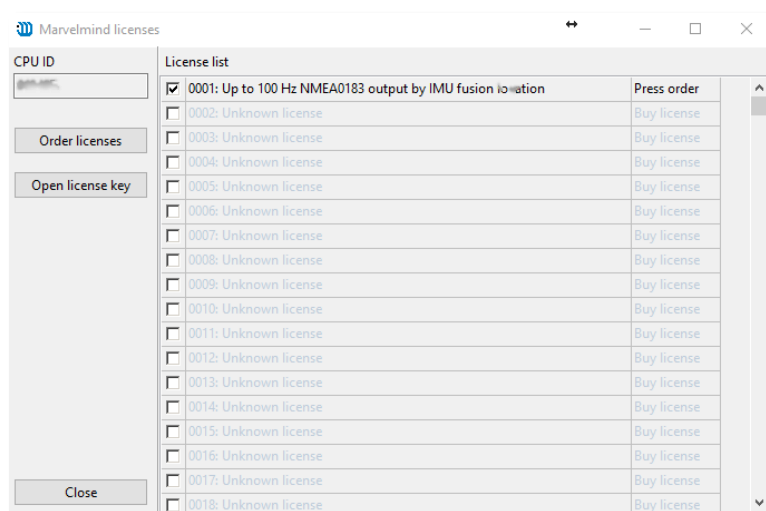 Marvelmind licenses
CPU ID
License list
0001: Up to 100 Hz NMEA0183 output by IMU fusion Press order
0002: Unknown license Buy license
Order licenses
0003: Unknown license Buy license
0004: Unknown license Buy license
Open license key
0005: Unknown license Buy license
0006: Unknown license Buy license
0007: Unknown license Buy license
0008: Unknown license Buy license
0009: Unknown license Buy license
0010: Unknown license Buy license
0011: Unknown license Buy license
0012: Unknown license Buy license
0013: Unknown license Buy license
0014: Unknown license Buy license
0015: Unknown license Buy license
0016: Unknown license Buy license
0017: Unknown license Buy license
Close
0018: Unknown license Buy license